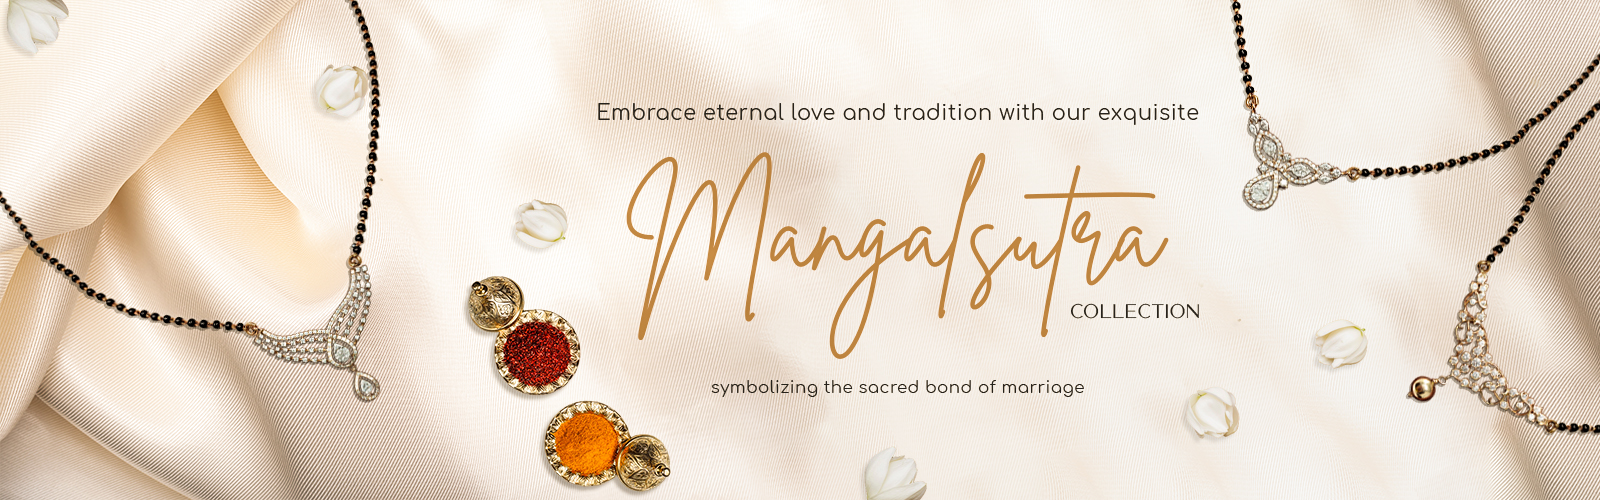 Embrace eternal love and tradition with our exquisite
Mangalsutra
COLLECTION
symbolizing the sacred bond of marriage